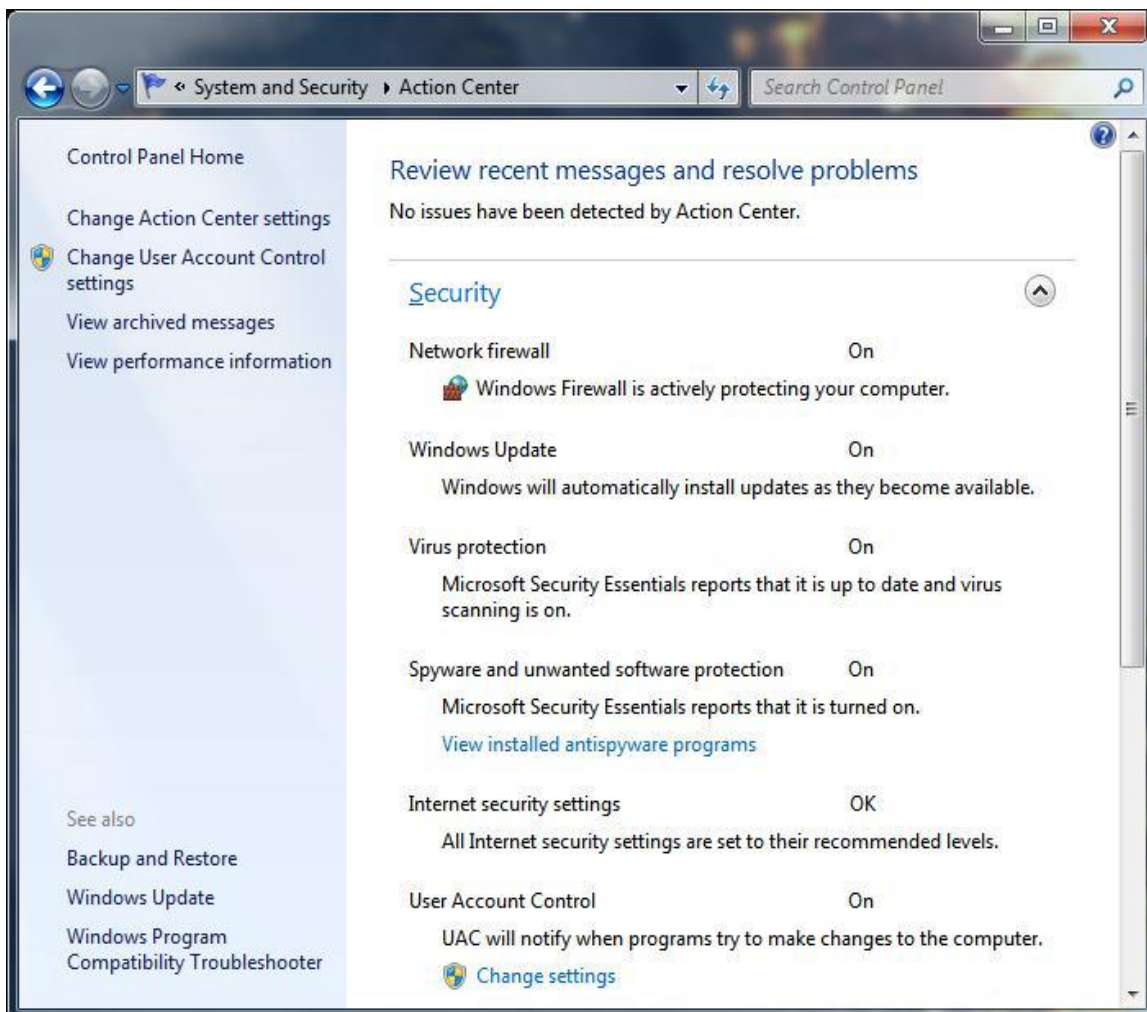 « System and Security ▸ Action Center
Search Control Panel
Control Panel Home
Change Action Center settings
Change User Account Control
settings
View archived messages
View performance information
See also
Backup and Restore
Windows Update
Windows Program
Compatibility Troubleshooter
Review recent messages and resolve problems
No issues have been detected by Action Center.
Security
Network firewall On
Windows Firewall is actively protecting your computer.
Windows Update On
Windows will automatically install updates as they become available.
Virus protection On
Microsoft Security Essentials reports that it is up to date and virus
scanning is on.
Spyware and unwanted software protection On
Microsoft Security Essentials reports that it is turned on.
View installed antispyware programs
Internet security settings OK
All Internet security settings are set to their recommended levels.
User Account Control On
UAC will notify when programs try to make changes to the computer.
Change settings